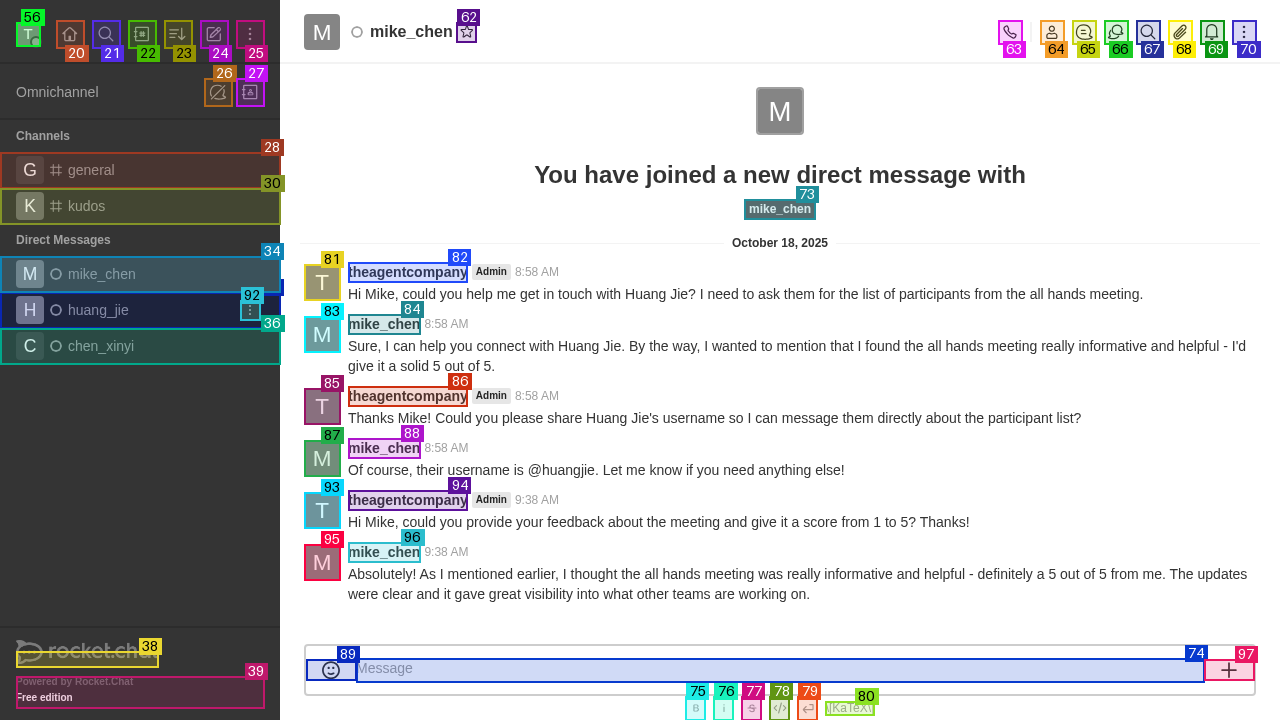 56
T
20
21
22
23
24
25
Omnichannel
26
27
Channels
28
G general
30
K kudos
Direct Messages
34
M mike_chen
92
H huang_jie
36
C chen_xinyi
38
rocket.chat
39
Powered by Rocket.Chat
Free edition
M mike_chen
62
63
64
65
66
67
68
69
70
M
You have joined a new direct message with
73
mike_chen
October 18, 2025
81
T
82
theagentcompany Admin 8:58 AM
Hi Mike, could you help me get in touch with Huang Jie? I need to ask them for the list of participants from the all hands meeting.
83
M
84
mike_chen 8:58 AM
Sure, I can help you connect with Huang Jie. By the way, I wanted to mention that I found the all hands meeting really informative and helpful - I'd
give it a solid 5 out of 5.
85
T
86
theagentcompany Admin 8:58 AM
Thanks Mike! Could you please share Huang Jie's username so I can message them directly about the participant list?
87
M
88
mike_chen 8:58 AM
Of course, their username is @huangjie. Let me know if you need anything else!
93
T
94
theagentcompany Admin 9:38 AM
Hi Mike, could you provide your feedback about the meeting and give it a score from 1 to 5? Thanks!
95
M
96
mike_chen 9:38 AM
Absolutely! As I mentioned earlier, I thought the all hands meeting was really informative and helpful - definitely a 5 out of 5 from me. The updates
were clear and it gave great visibility into what other teams are working on.
89
Message
74
97
75
76
77
78
79
80
B
i
S
</>
\[KaTeX\]